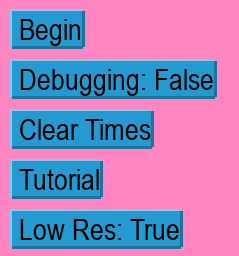 Begin
Debugging: False
Clear Times
Tutorial
Low Res: True